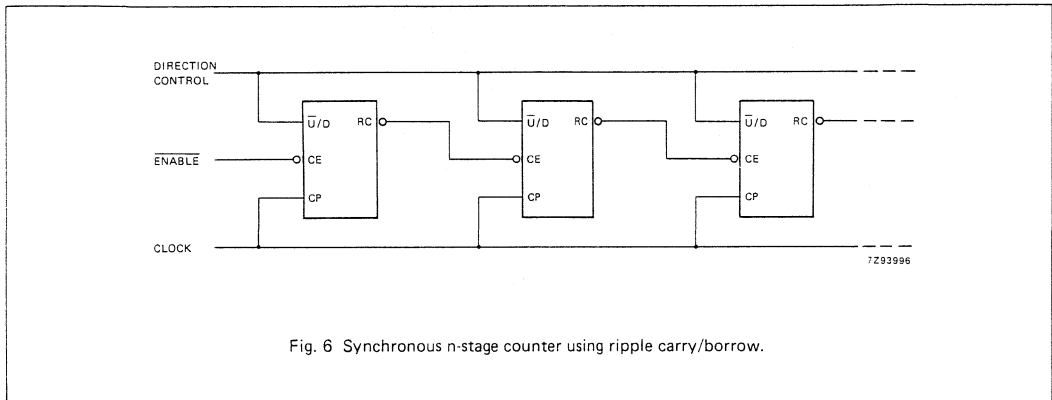 DIRECTION
CONTROL
U̅/D RC
U̅/D RC
U̅/D RC
E̅N̅A̅B̅L̅E̅
CE
CE
CE
CP
CP
CP
CLOCK
7Z93996
Fig. 6 Synchronous n-stage counter using ripple carry/borrow.